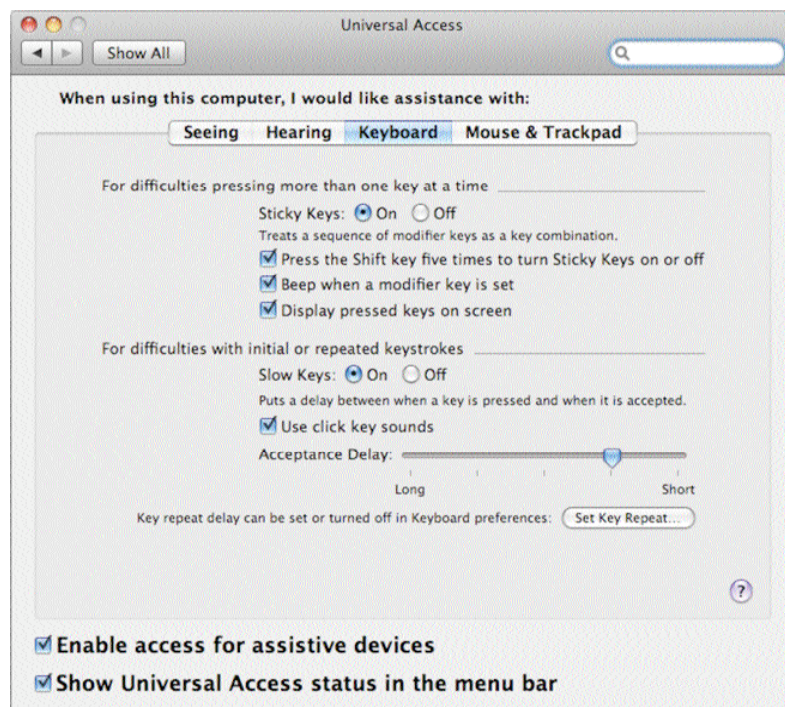 Universal Access
Show All
When using this computer, I would like assistance with:
Seeing Hearing Keyboard Mouse & Trackpad
For difficulties pressing more than one key at a time
Sticky Keys: On Off
Treats a sequence of modifier keys as a key combination.
Press the Shift key five times to turn Sticky Keys on or off
Beep when a modifier key is set
Display pressed keys on screen
For difficulties with initial or repeated keystrokes
Slow Keys: On Off
Puts a delay between when a key is pressed and when it is accepted.
Use click key sounds
Acceptance Delay:
Long Short
Key repeat delay can be set or turned off in Keyboard preferences: Set Key Repeat...
?
Enable access for assistive devices
Show Universal Access status in the menu bar